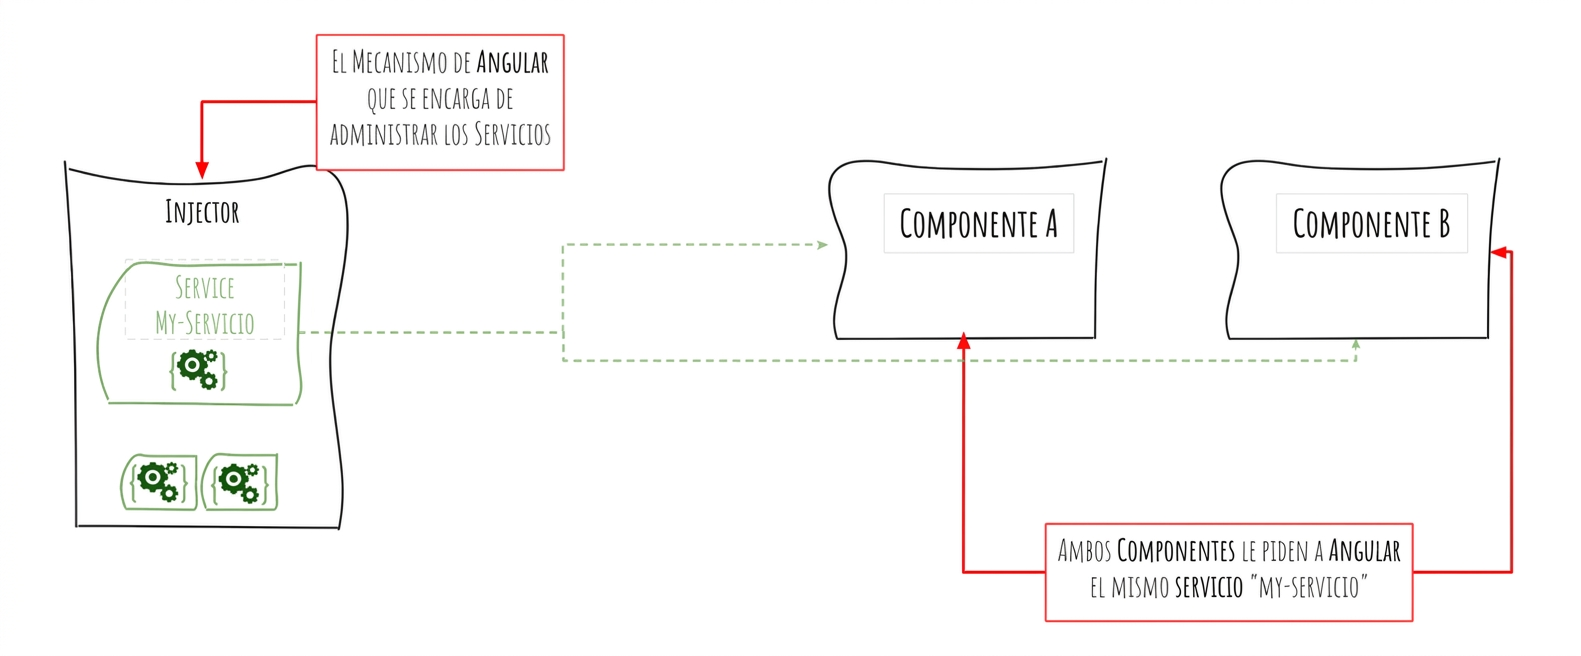 El Mecanismo de Angular
que se encarga de
administrar los Servicios
Injector
Service
My-Servicio
Componente A
Componente B
Ambos Componentes le piden a Angular
el mismo servicio "my-servicio"